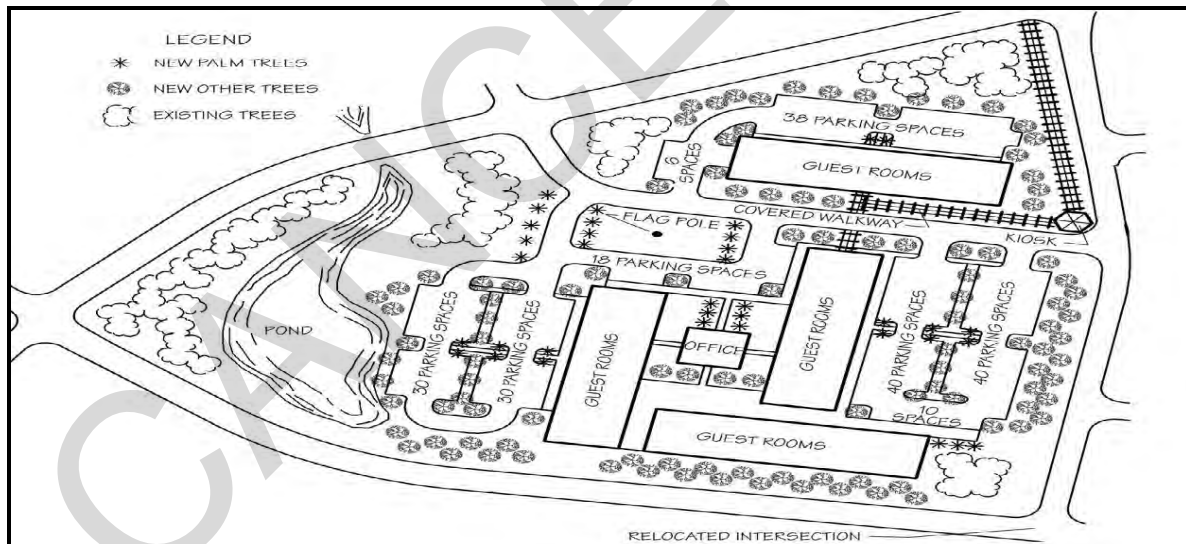 LEGEND
NEW PALM TREES
NEW OTHER TREES
EXISTING TREES
38 PARKING SPACES
6
SPACES
GUEST ROOMS
COVERED WALKWAY
KIOSK
FLAG POLE
18 PARKING SPACES
POND
30 PARKING SPACES
30 PARKING SPACES
GUEST ROOMS
OFFICE
GUEST ROOMS
40 PARKING SPACES
40 PARKING SPACES
10
SPACES
GUEST ROOMS
RELOCATED INTERSECTION
CANCE